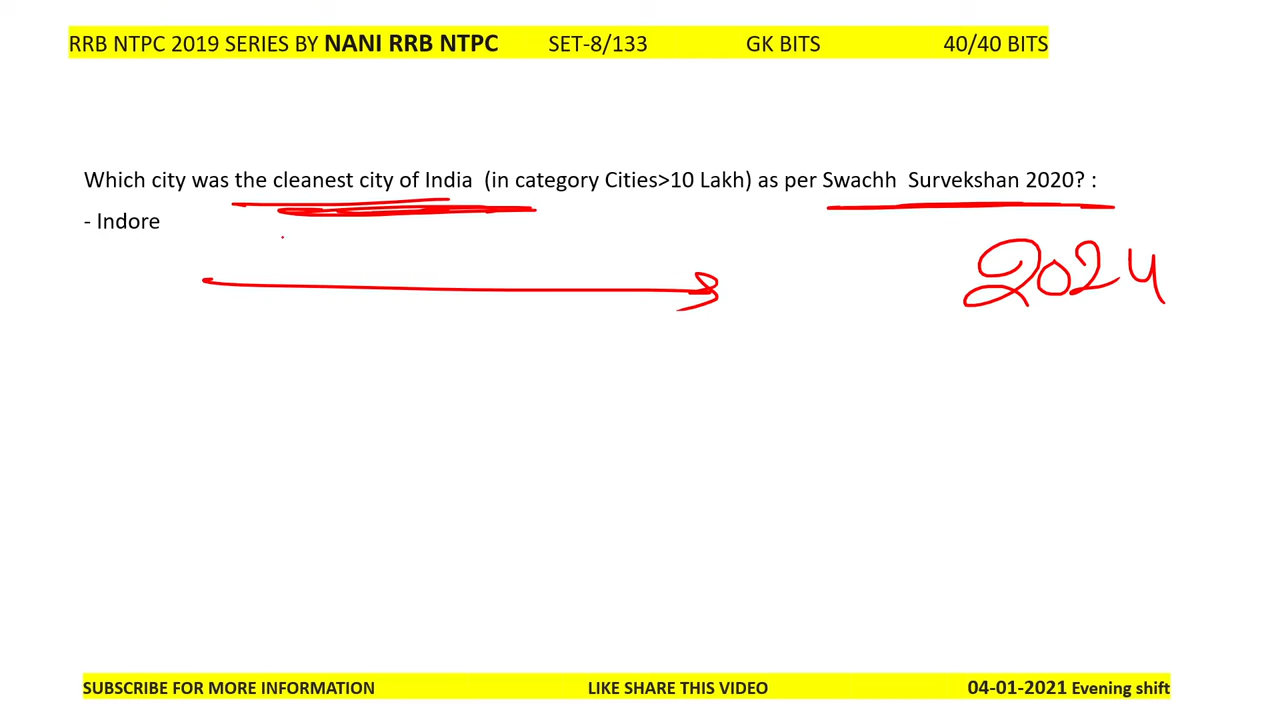 RRB NTPC 2019 SERIES BY NANI RRB NTPC SET-8/133 GK BITS 40/40 BITS
Which city was the cleanest city of India (in category Cities>10 Lakh) as per Swachh Survekshan 2020? :
- Indore
2024
SUBSCRIBE FOR MORE INFORMATION LIKE SHARE THIS VIDEO 04-01-2021 Evening shift